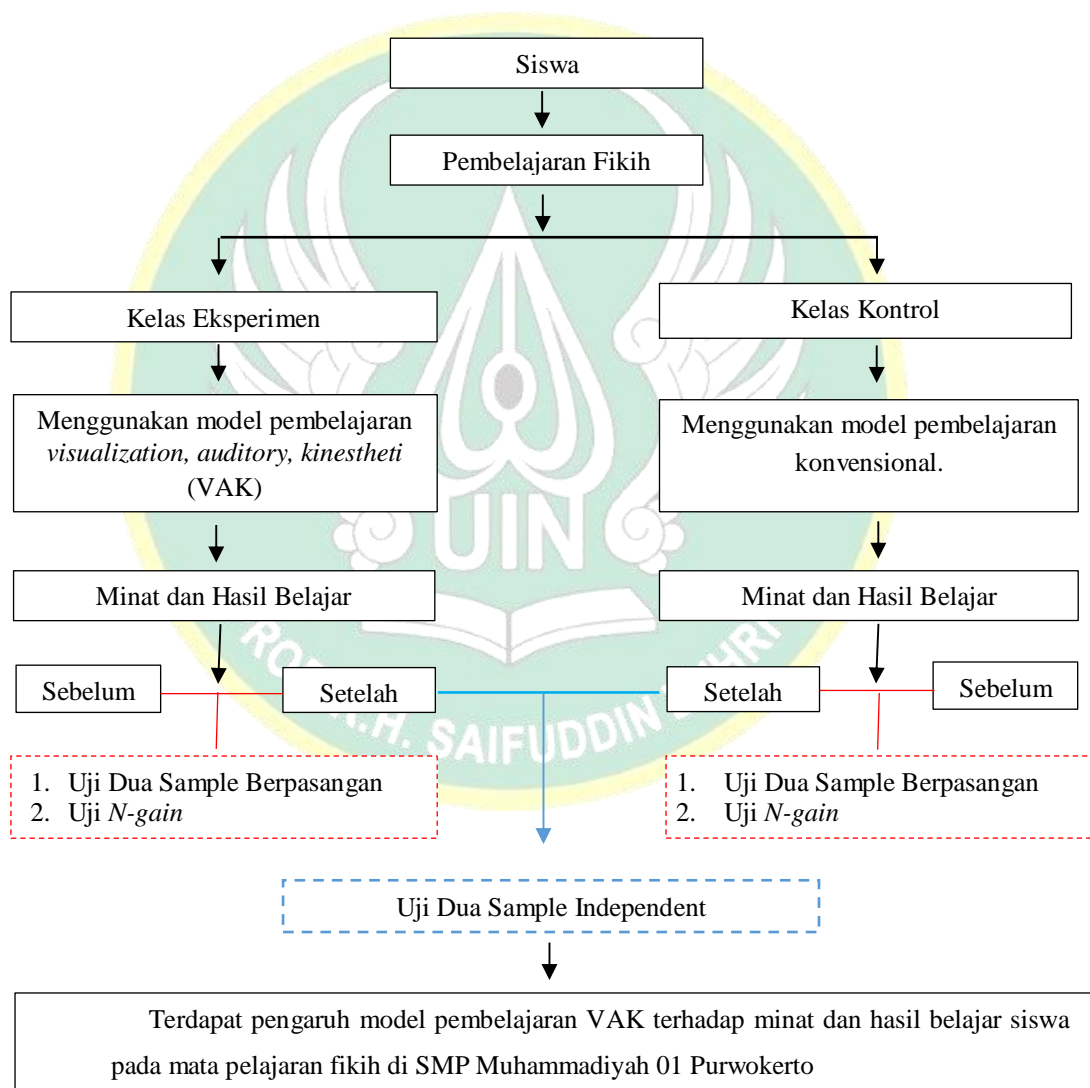 Siswa
Pembelajaran Fikih
Kelas Eksperimen
Kelas Kontrol
Menggunakan model pembelajaran
visualization, auditory, kinestheti
(VAK)
Menggunakan model pembelajaran
konvensional.
Minat dan Hasil Belajar
Minat dan Hasil Belajar
Sebelum
Setelah
Setelah
Sebelum
1. Uji Dua Sample Berpasangan
2. Uji N-gain
1. Uji Dua Sample Berpasangan
2. Uji N-gain
Uji Dua Sample Independent
Terdapat pengaruh model pembelajaran VAK terhadap minat dan hasil belajar siswa
pada mata pelajaran fikih di SMP Muhammadiyah 01 Purwokerto
UIN
SAIFUDDIN